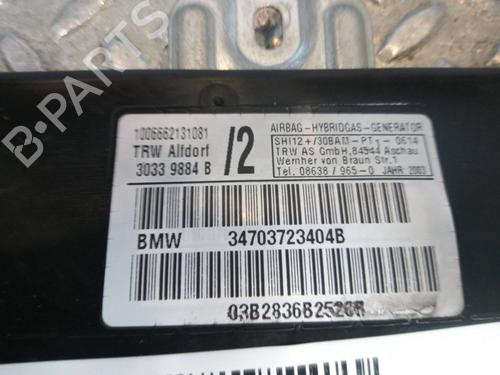 B-PARTS
1006662131081
TRW Alfdorf
3033 9884 B
/2
AIRBAG-HYBRIDGAS-GENERATOR
SHI12+/30BAM-PT1-0614
TRW AS GmbH,84544 Aschau
Wernher von Braun Str.1
Tel. 08638/965-0 JAHR 2003
BMW 34703723404B